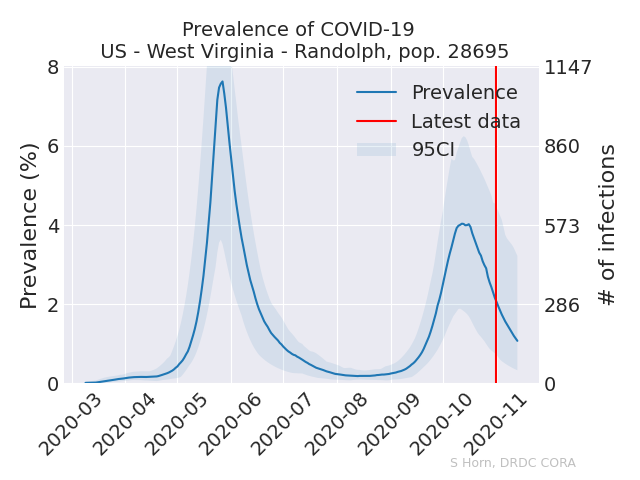 Prevalence of COVID-19
US - West Virginia - Randolph, pop. 28695
8
6
4
2
0
Prevalence (%)
Prevalence
Latest data
95CI
1147
860
573
286
0
# of infections
2020-03
2020-04
2020-05
2020-06
2020-07
2020-08
2020-09
2020-10
2020-11
S Horn, DRDC CORA